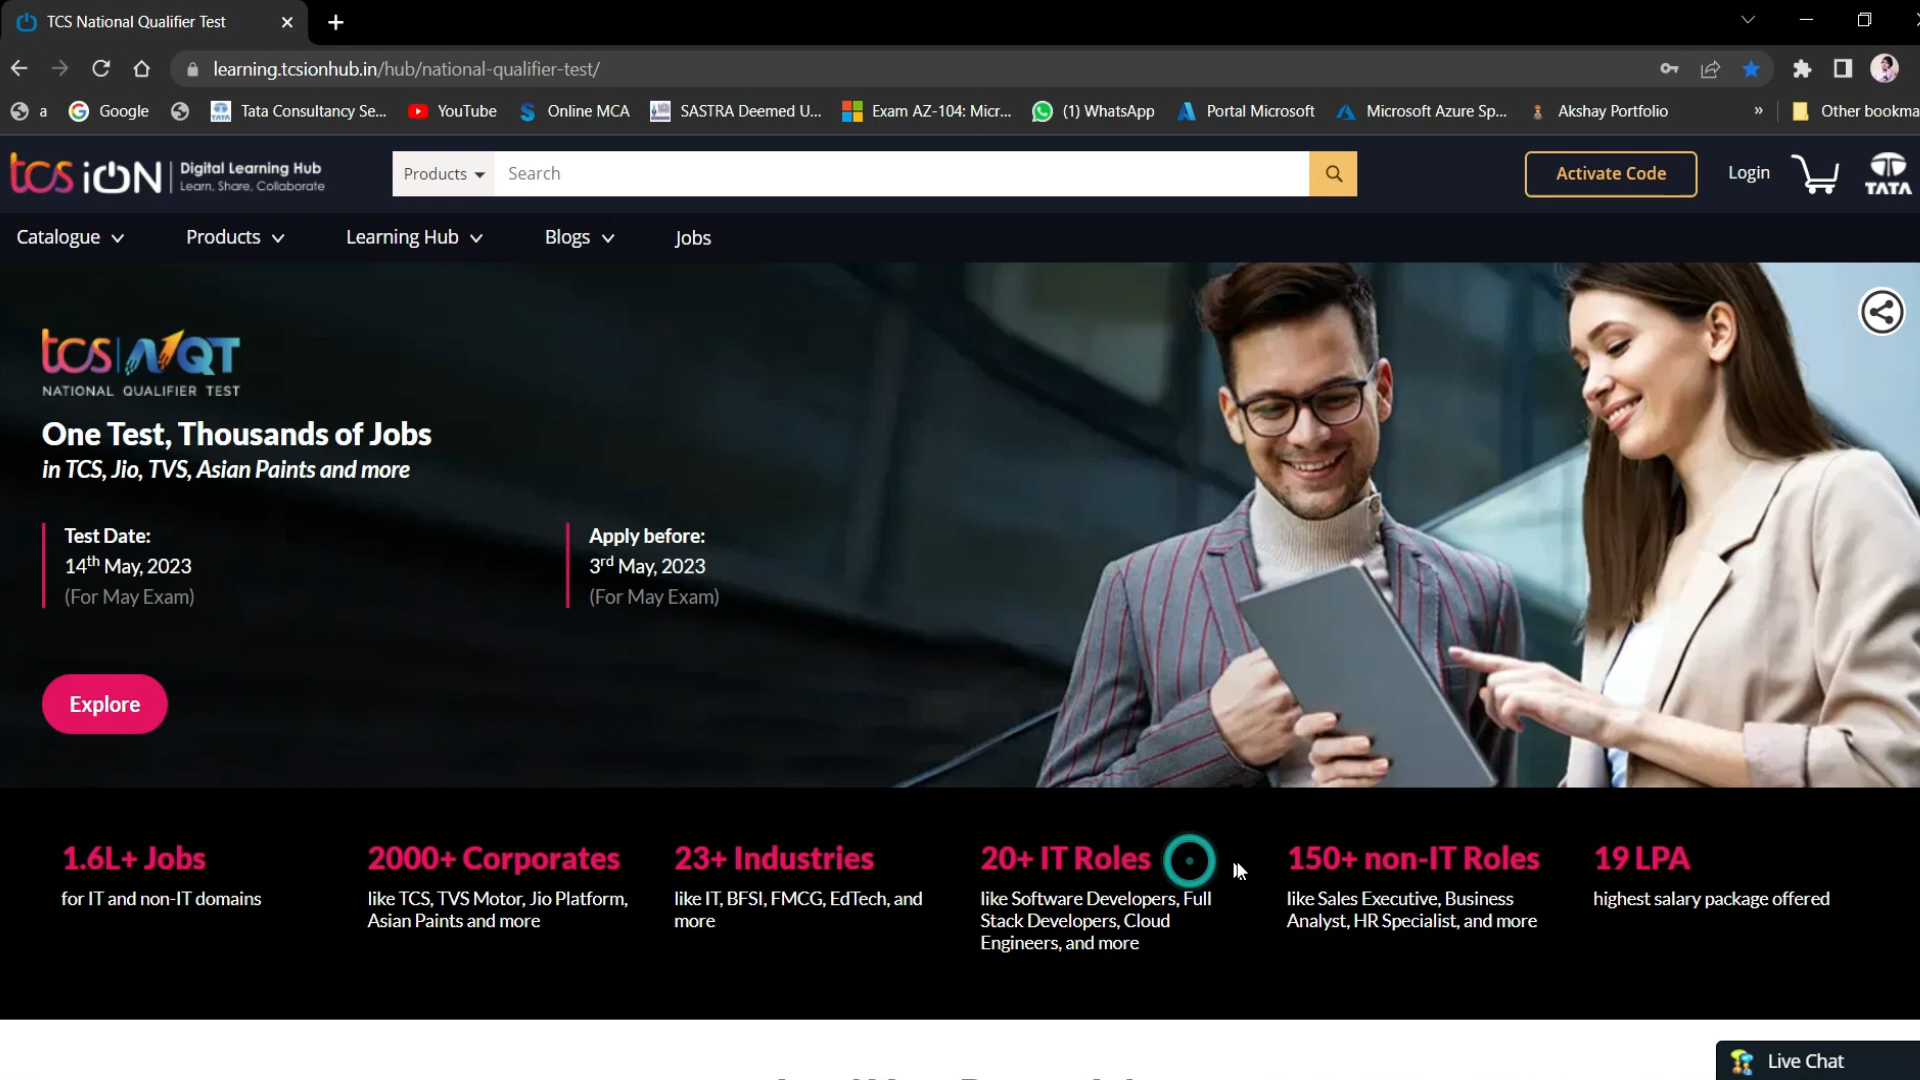 TCS National Qualifier Test
learning.tcsionhub.in/hub/national-qualifier-test/
a
Google
Tata Consultancy Se...
YouTube
Online MCA
SASTRA Deemed U...
Exam AZ-104: Micr...
(1) WhatsApp
Portal Microsoft
Microsoft Azure Sp...
Akshay Portfolio
»
Other bookma
tcs iON
Digital Learning Hub
Learn, Share, Collaborate
Products
Search
Activate Code
Login
TATA
Catalogue
Products
Learning Hub
Blogs
Jobs
tcs NQT
NATIONAL QUALIFIER TEST
One Test, Thousands of Jobs
in TCS, Jio, TVS, Asian Paints and more
Test Date:
14th May, 2023
(For May Exam)
Apply before:
3rd May, 2023
(For May Exam)
Explore
1.6L+ Jobs
for IT and non-IT domains
2000+ Corporates
like TCS, TVS Motor, Jio Platform,
Asian Paints and more
23+ Industries
like IT, BFSI, FMCG, EdTech, and
more
20+ IT Roles
like Software Developers, Full
Stack Developers, Cloud
Engineers, and more
150+ non-IT Roles
like Sales Executive, Business
Analyst, HR Specialist, and more
19 LPA
highest salary package offered
Live Chat